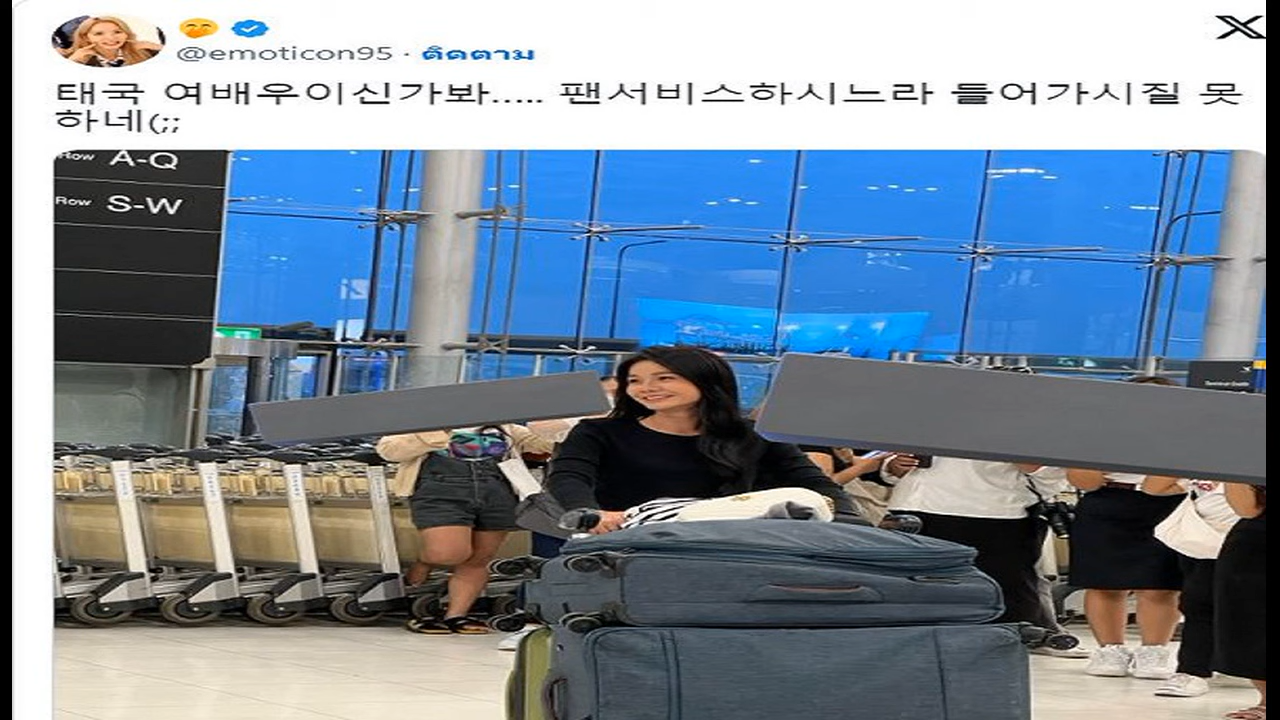 @emoticon95 · ติดตาม
태국 여배우이신가봐..... 팬서비스하시느라 들어가시질 못
하네(;;
Row A-Q
Row S-W